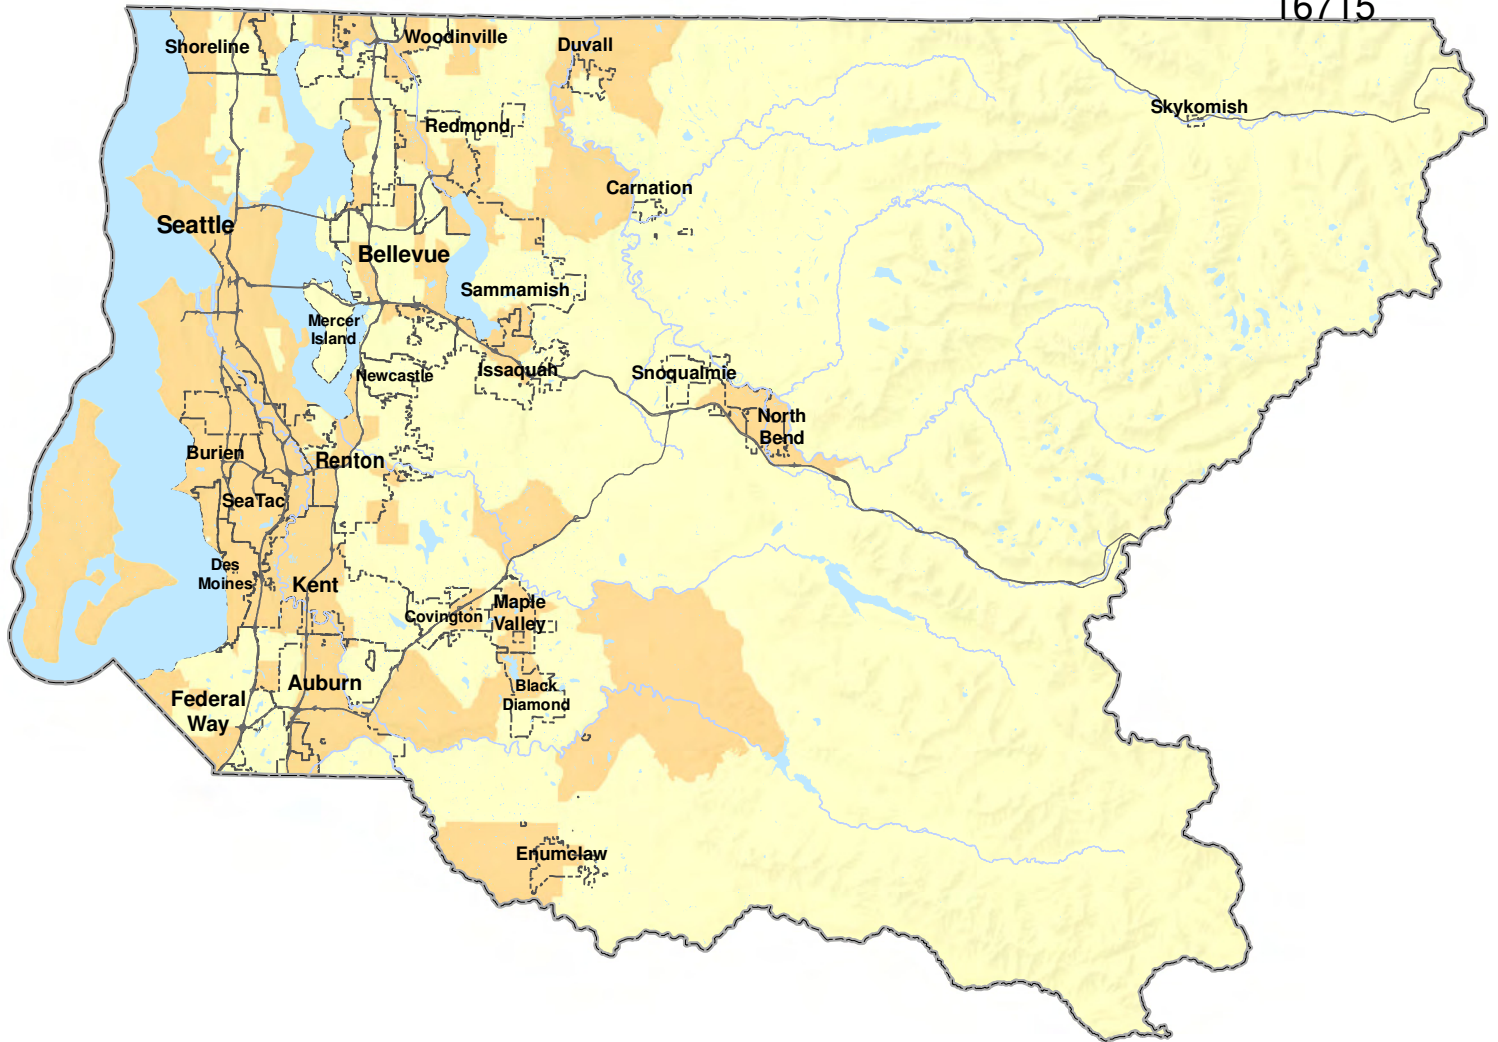 16715
Shoreline
Woodinville
Duvall
Skykomish
Redmond
Carnation
Seattle
Bellevue
Sammamish
Mercer
Island
Newcastle
Issaquah
Snoqualmie
North
Bend
Burien
Renton
SeaTac
Des
Moines
Kent
Covington
Maple
Valley
Federal
Way
Auburn
Black
Diamond
Enumclaw